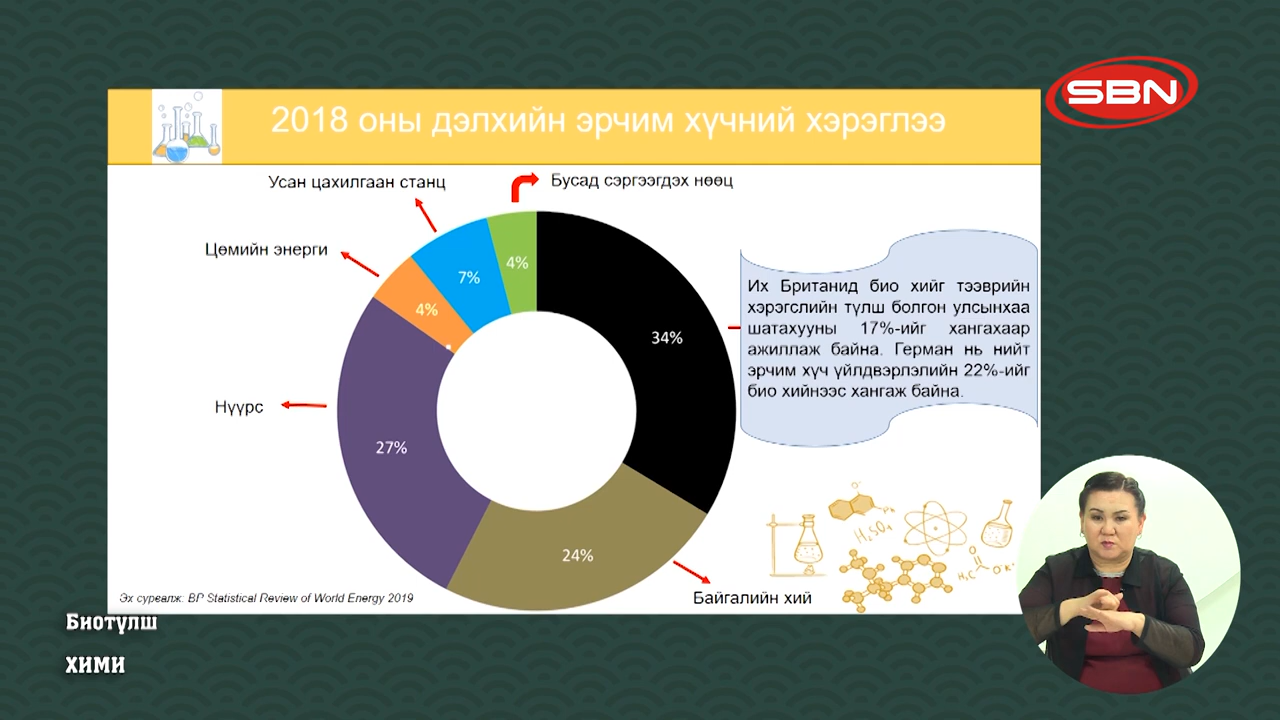 SBN
2018 оны дэлхийн эрчим хүчний хэрэглээ
Усан цахилгаан станц
Бусад сэргээгдэх нөөц
Цөмийн энерги
4%
7%
4%
34%
Их Британид био хийг тээврийн
хэрэгслийн түлш болгон улсынхаа
шатахууны 17%-ийг хангахаар
ажиллаж байна. Герман нь нийт
эрчим хүч үйлдвэрлэлийн 22%-ийг
био хийнээс хангаж байна.
Нүүрс
27%
24%
Байгалийн хий
H₂SO₄
Эх сурвалж: BP Statistical Review of World Energy 2019
Биотүлш
ХИМИ